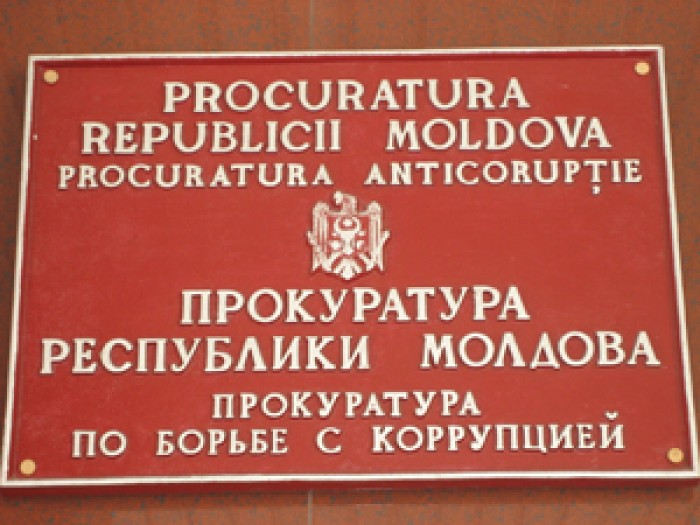 PROCURATURA
REPUBLICII MOLDOVA
PROCURATURA ANTICORUPȚIE
ПРОКУРАТУРА
РЕСПУБЛИКИ МОЛДОВА
ПРОКУРАТУРА
ПО БОРЬБЕ С КОРРУПЦИЕЙ